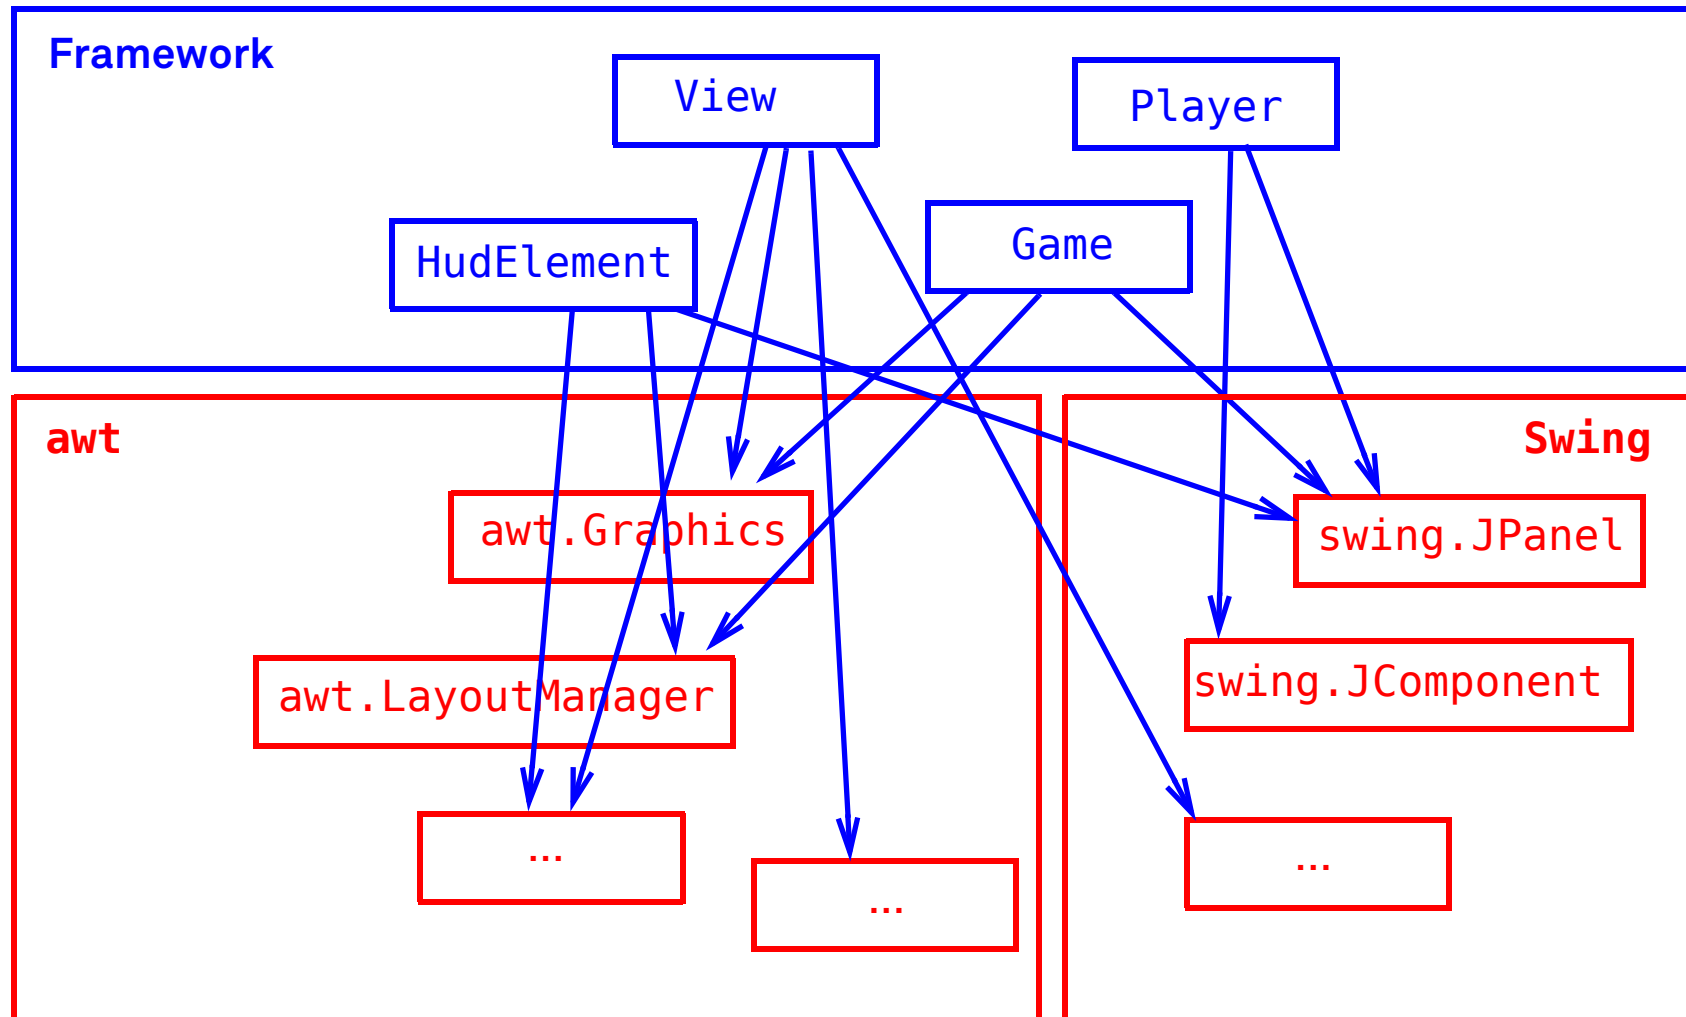 Framework
View
Player
HudElement
Game
awt
Swing
awt.Graphics
swing.JPanel
awt.LayoutManager
swing.JComponent
...
...
...